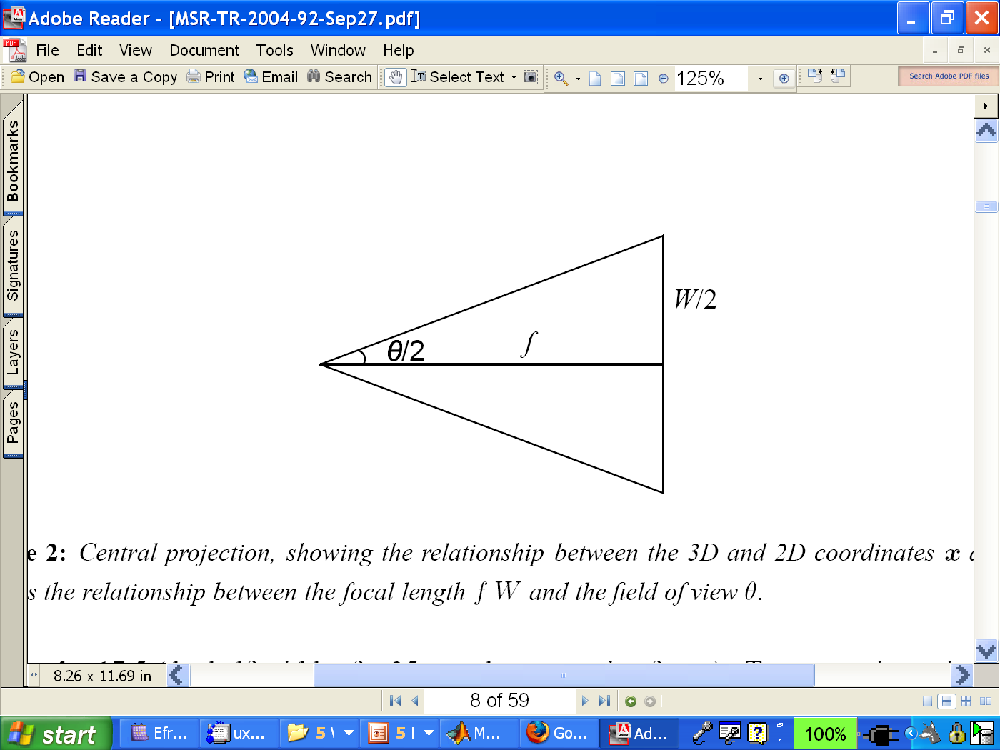 Adobe Reader - [MSR-TR-2004-92-Sep27.pdf]
File Edit View Document Tools Window Help
Open Save a Copy Print Email Search Select Text 125% Search Adobe PDF files
Bookmarks
Signatures
Layers
Pages
W/2
f
θ/2
e 2: Central projection, showing the relationship between the 3D and 2D coordinates x
s the relationship between the focal length f W and the field of view θ.
8.26 x 11.69 in
8 of 59
start Efr... ux... 5 5 M... Go... Ad... 100%